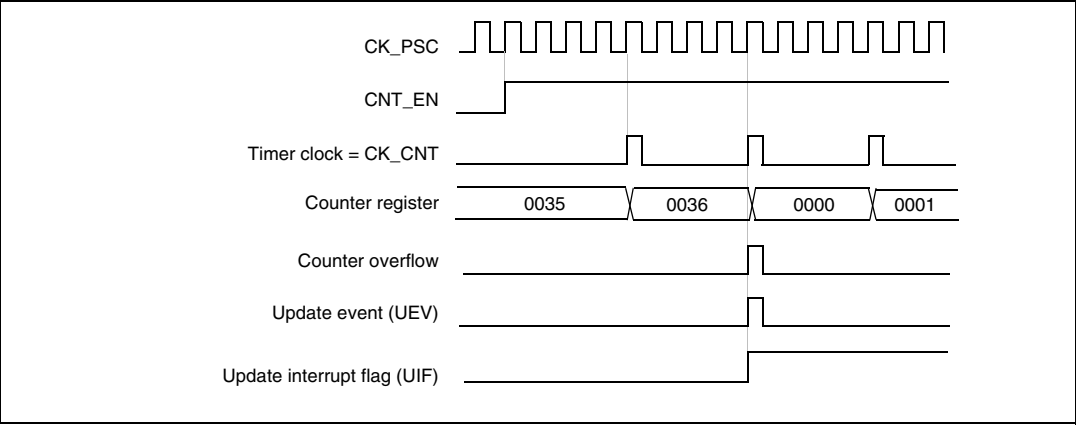 CK_PSC
CNT_EN
Timer clock = CK_CNT
Counter register 0035 0036 0000 0001
Counter overflow
Update event (UEV)
Update interrupt flag (UIF)